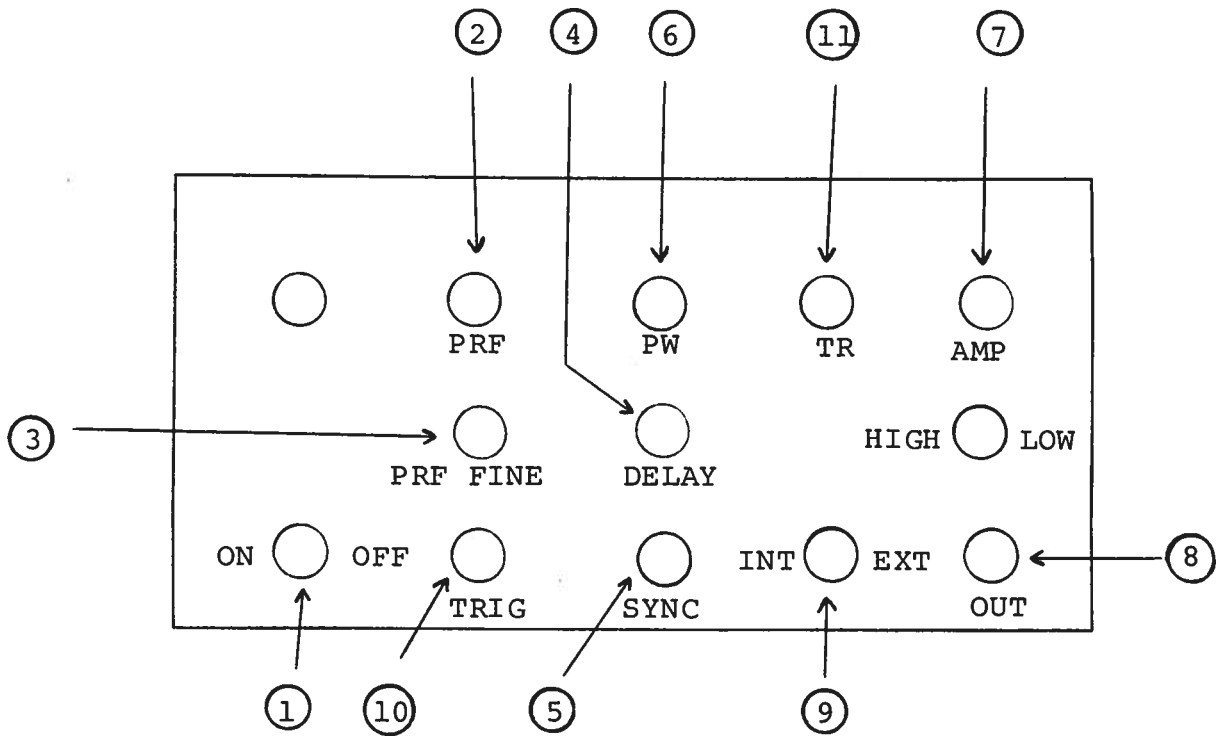 2 4 6 11 7
PRF PW TR AMP
3
HIGH LOW
PRF FINE DELAY
ON OFF INT EXT
8
TRIG SYNC OUT
1 10 5 9